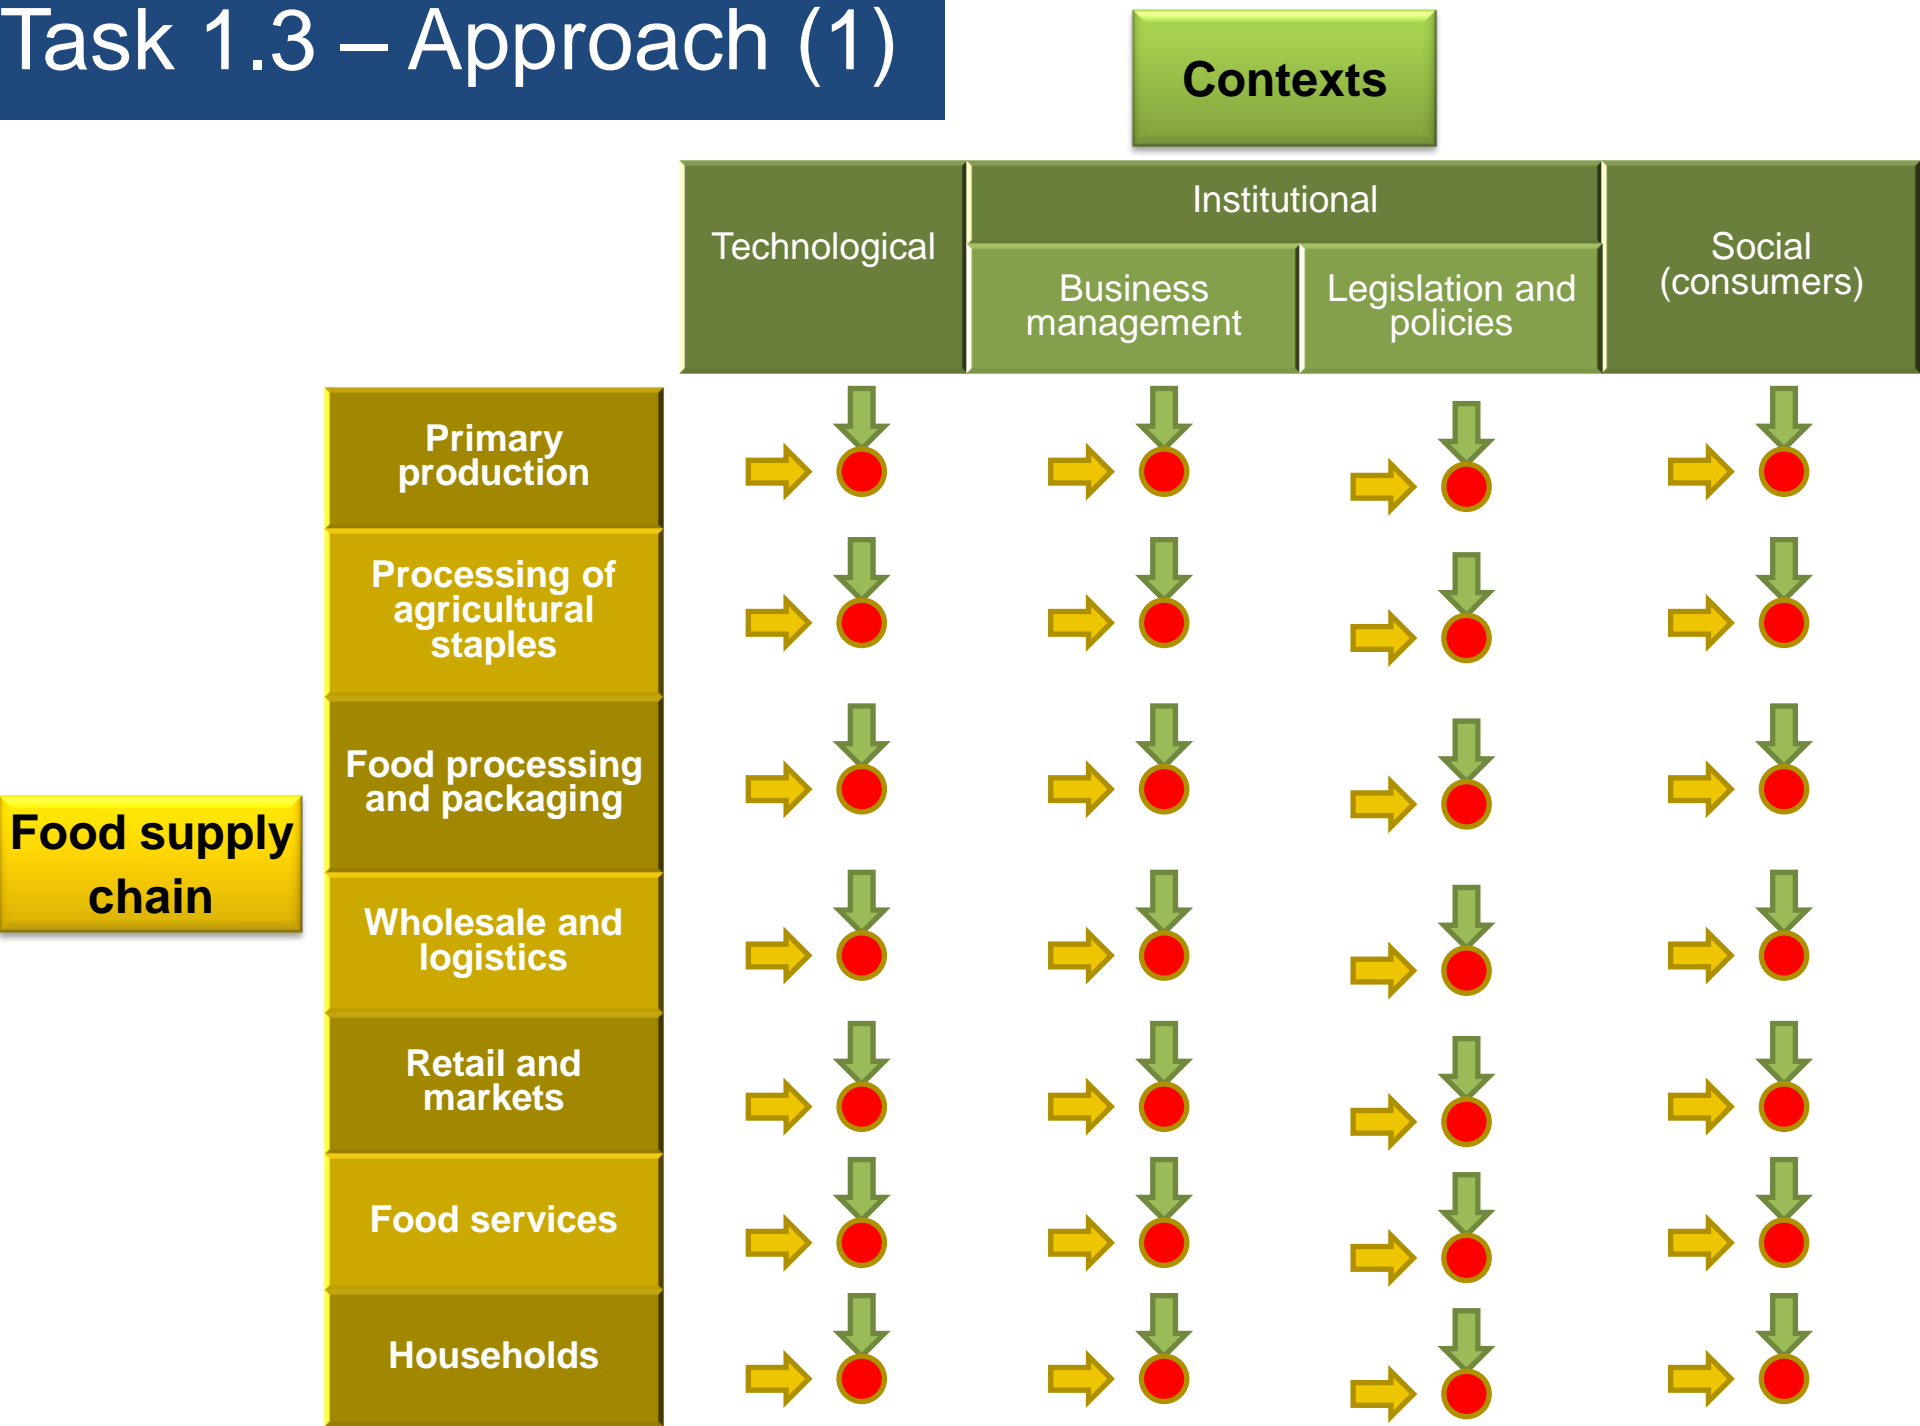 Task 1.3 – Approach (1)
Contexts
Technological
Institutional
Business
management
Legislation and
policies
Social
(consumers)
Food supply
chain
Primary
production
Processing of
agricultural
staples
Food processing
and packaging
Wholesale and
logistics
Retail and
markets
Food services
Households